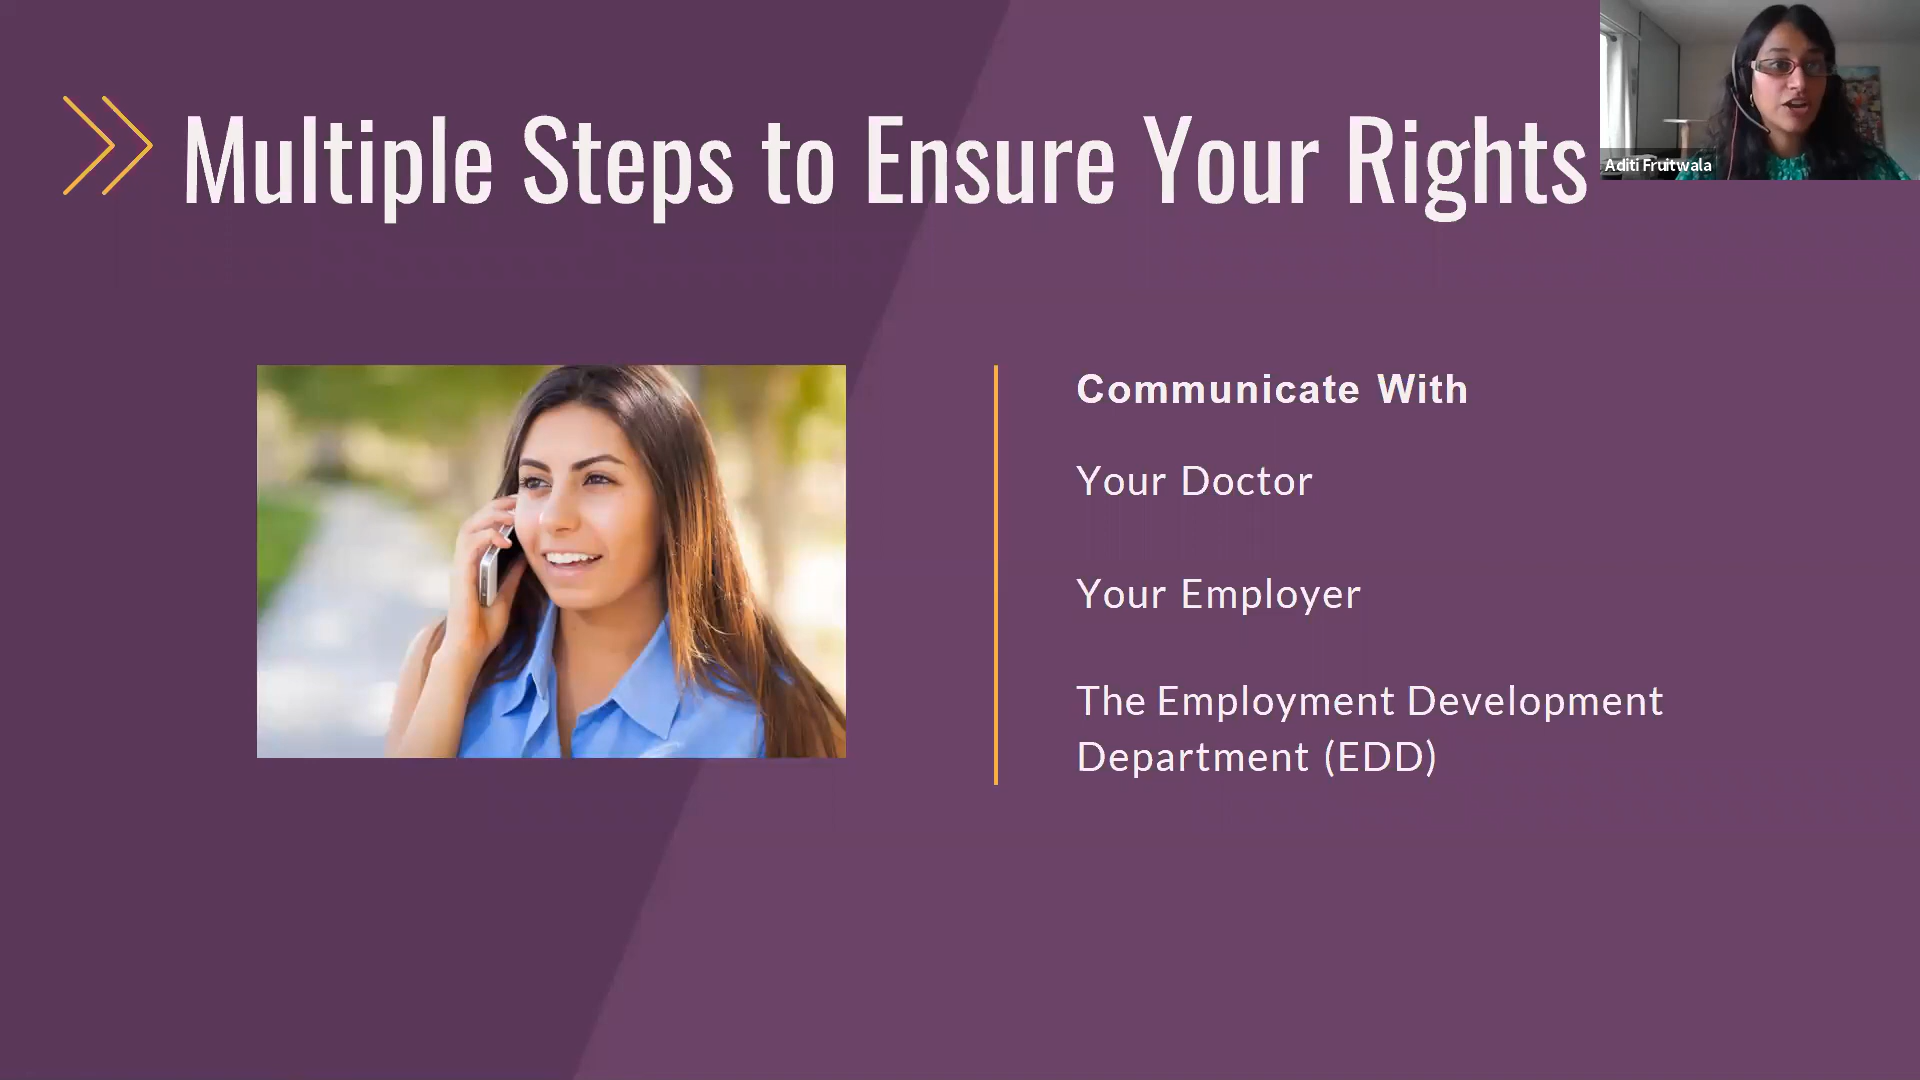 Multiple Steps to Ensure Your Rights
Aditi Fruitwala
Communicate With
Your Doctor
Your Employer
The Employment Development
Department (EDD)